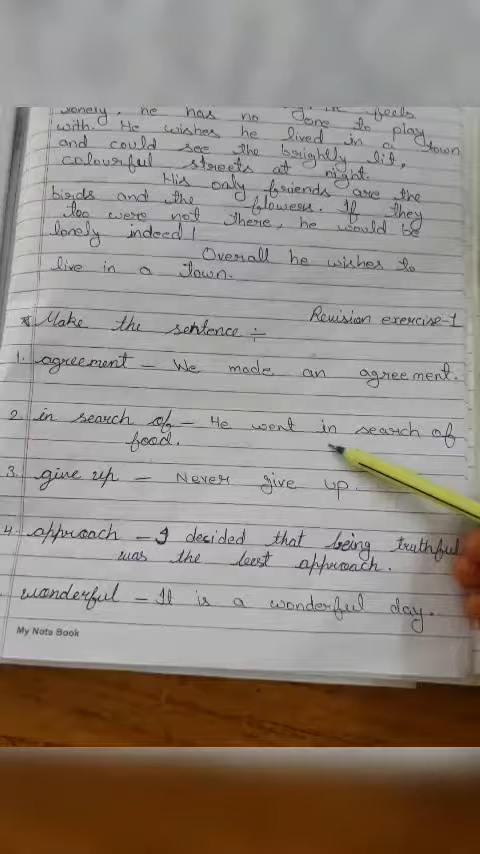 lonely, he has no one to play
with. He wishes he lived in a town
and could see the brightly lit,
colourful streets at night.
His only friends are the
birds and the flowers. If they
too were not there, he would be
lonely indeed!
Overall he wishes to
live in a town.
Revision exercise-1
* Make the sentence ÷
1. agreement - We made an agreement.
2. in search of - He went in search of
food.
3. give up - Never give up.
4. approach - I decided that being truthful
was the best approach.
wonderful - It is a wonderful day.
My Note Book